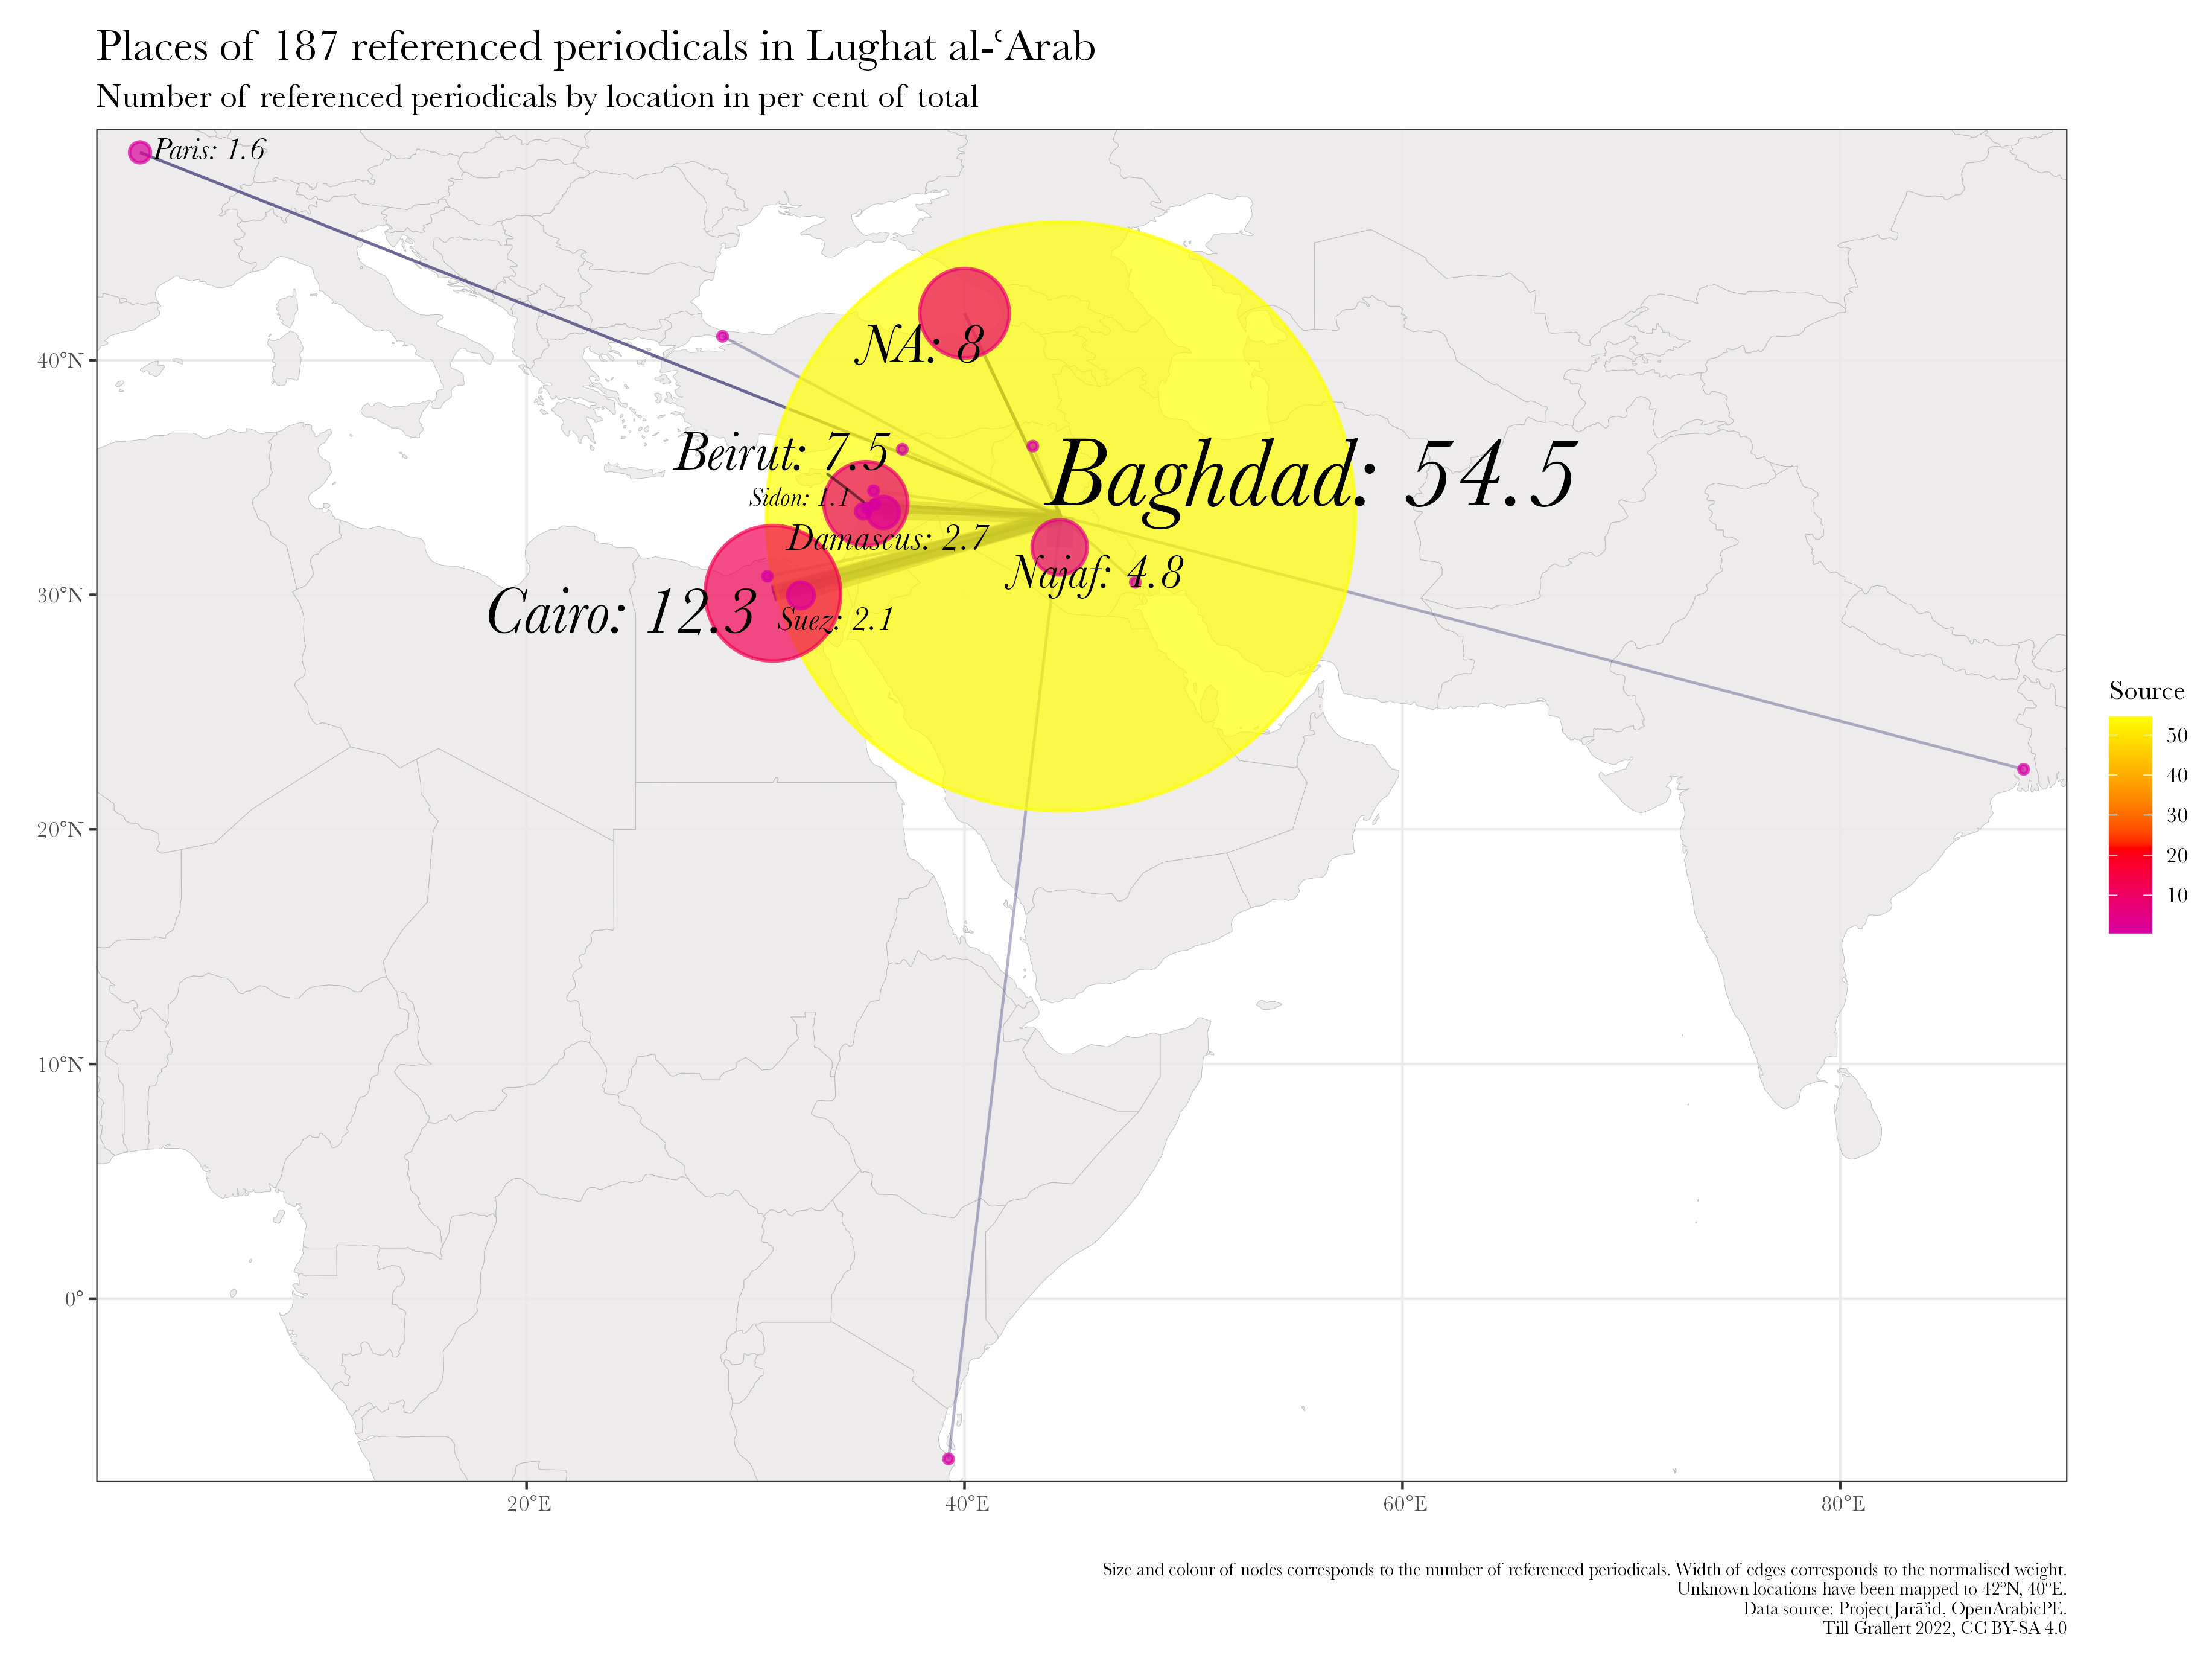 Places of 187 referenced periodicals in Lughat al-ʿArab
Number of referenced periodicals by location in per cent of total
Paris: 1.6
NA: 8
Beirut: 7.5
Baghdad: 54.5
Sidon: 1.1
Damascus: 2.7
Najaf: 4.8
Cairo: 12.3
Suez: 2.1
40°N
30°N
20°N
10°N
0°
20°E
40°E
60°E
80°E
Source
50
40
30
20
10
Size and colour of nodes corresponds to the number of referenced periodicals. Width of edges corresponds to the normalised weight.
Unknown locations have been mapped to 42°N, 40°E.
Data source: Project Jarāʾid, OpenArabicPE.
Till Grallert 2022, CC BY-SA 4.0